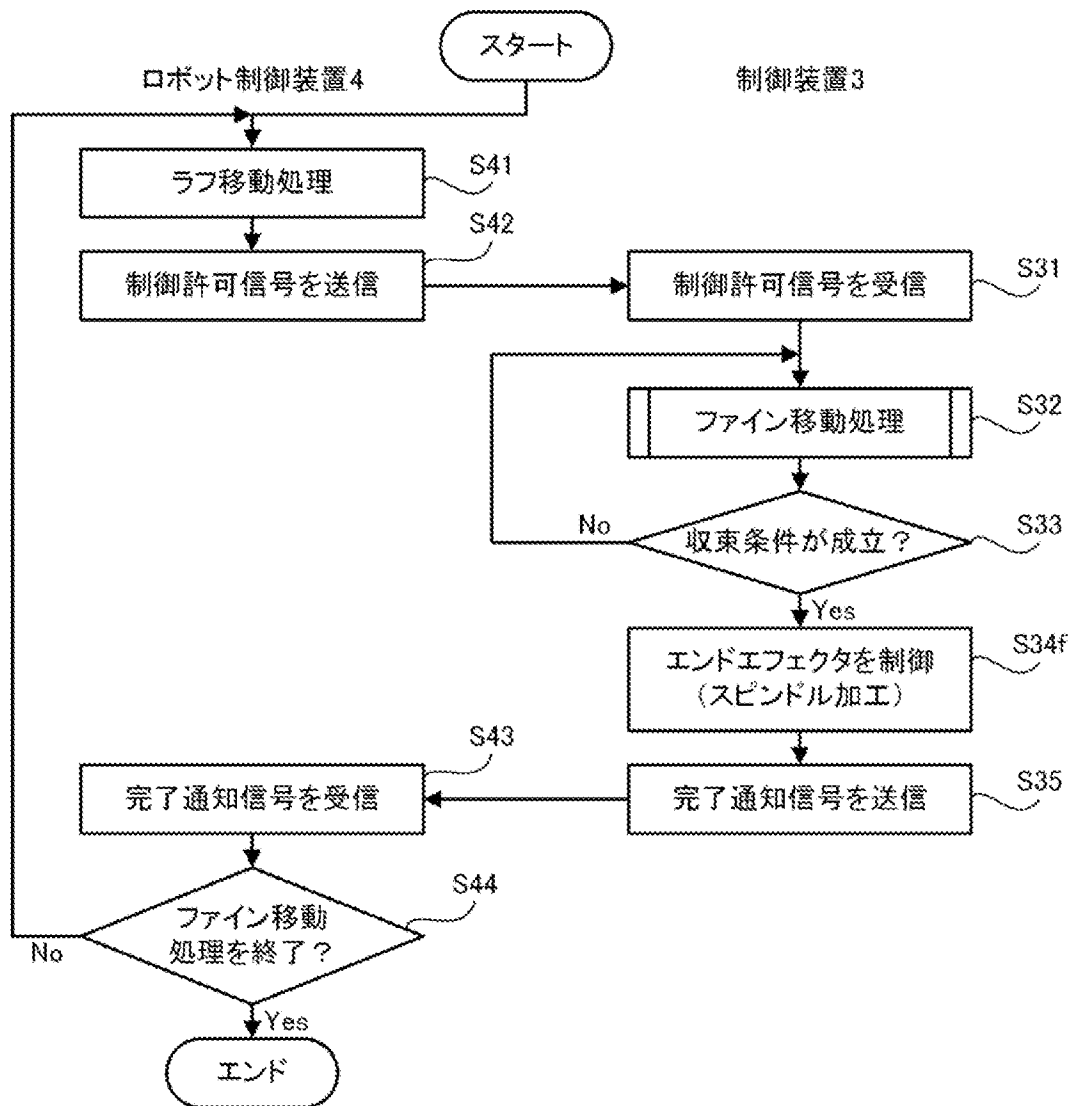 スタート
ロボット制御装置4
制御装置3
ラフ移動処理
S41
制御許可信号を送信
S42
制御許可信号を受信
S31
ファイン移動処理
S32
収束条件が成立？
S33
No
Yes
エンドエフェクタを制御
（スピンドル加工）
S34f
完了通知信号を送信
S35
完了通知信号を受信
S43
ファイン移動
処理を終了？
S44
No
Yes
エンド